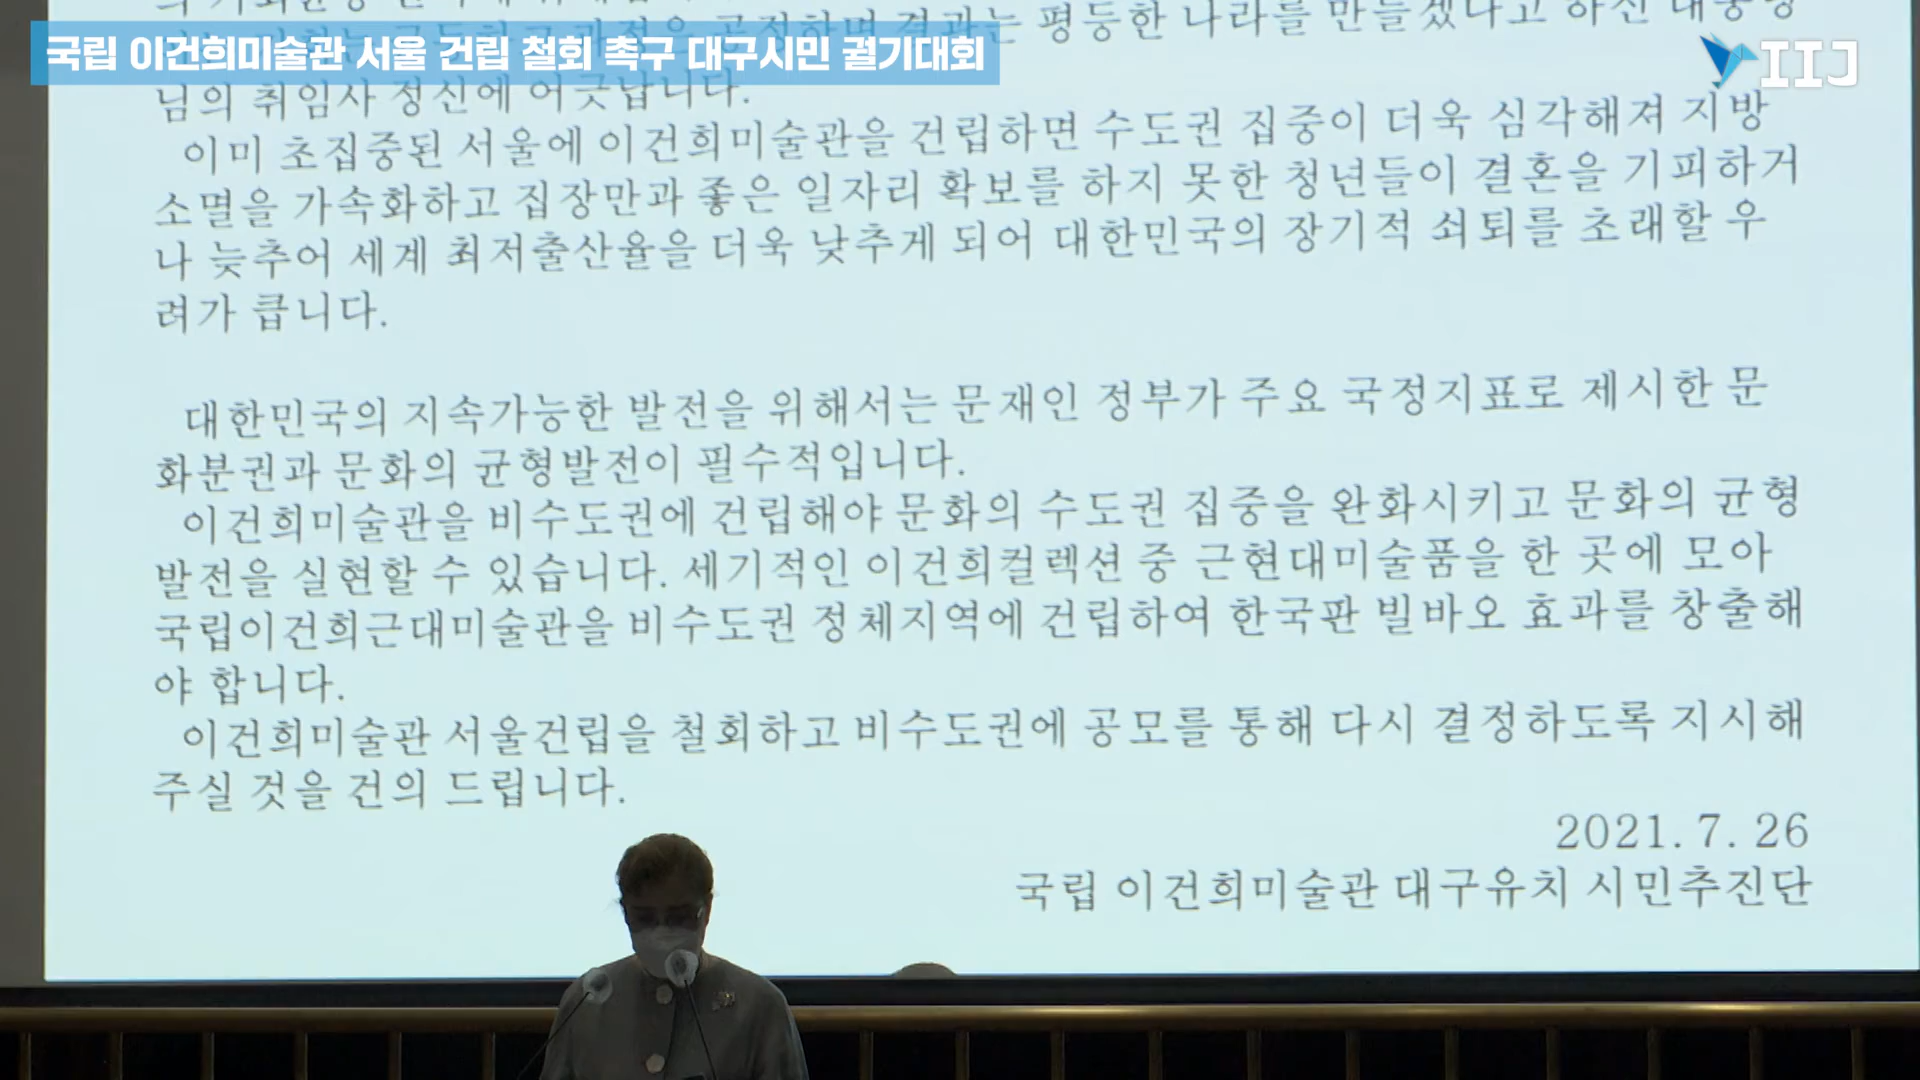 국립 이건희미술관 서울 건립 철회 촉구 대구시민 궐기대회
IIJ
평등한 나라를 만들겠다고 하신 대통령
님의 취임사 정신에 어긋납니다.
이미 초집중된 서울에 이건희미술관을 건립하면 수도권 집중이 더욱 심각해져 지방
소멸을 가속화하고 집장만과 좋은 일자리 확보를 하지 못한 청년들이 결혼을 기피하거
나 늦추어 세계 최저출산율을 더욱 낮추게 되어 대한민국의 장기적 쇠퇴를 초래할 우
려가 큽니다.
대한민국의 지속가능한 발전을 위해서는 문재인 정부가 주요 국정지표로 제시한 문
화분권과 문화의 균형발전이 필수적입니다.
이건희미술관을 비수도권에 건립해야 문화의 수도권 집중을 완화시키고 문화의 균형
발전을 실현할 수 있습니다. 세기적인 이건희컬렉션 중 근현대미술품을 한 곳에 모아
국립이건희근대미술관을 비수도권 정체지역에 건립하여 한국판 빌바오 효과를 창출해
야 합니다.
이건희미술관 서울건립을 철회하고 비수도권에 공모를 통해 다시 결정하도록 지시해
주실 것을 건의 드립니다.
2021. 7. 26
국립 이건희미술관 대구유치 시민추진단